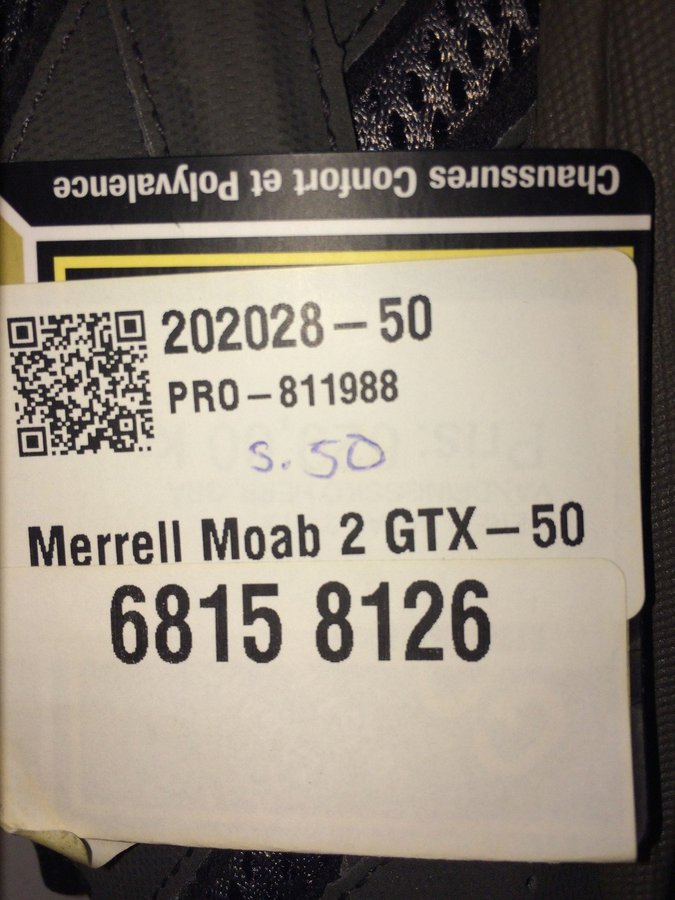 Chaussures Confort et Polyvalence
202028-50
PRO-811988
s.50
Merrell Moab 2 GTX-50
6815 8126